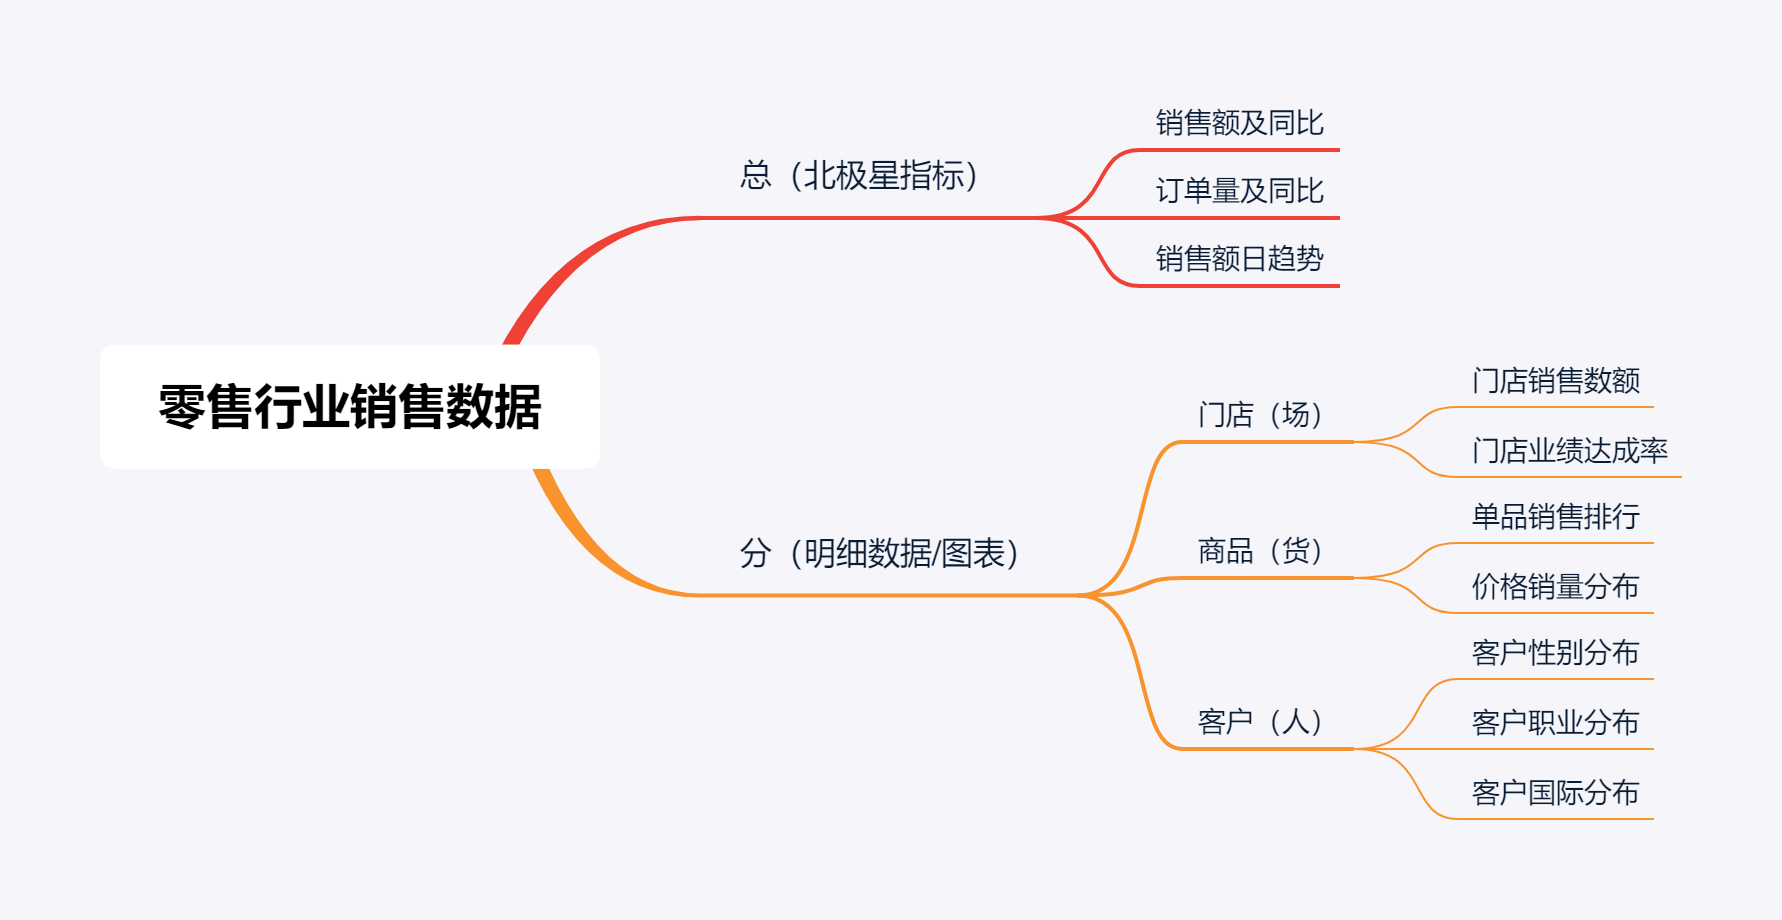 零售行业销售数据
总（北极星指标）
销售额及同比
订单量及同比
销售额日趋势
分（明细数据/图表）
门店（场）
门店销售数额
门店业绩达成率
商品（货）
单品销售排行
价格销量分布
客户（人）
客户性别分布
客户职业分布
客户国际分布